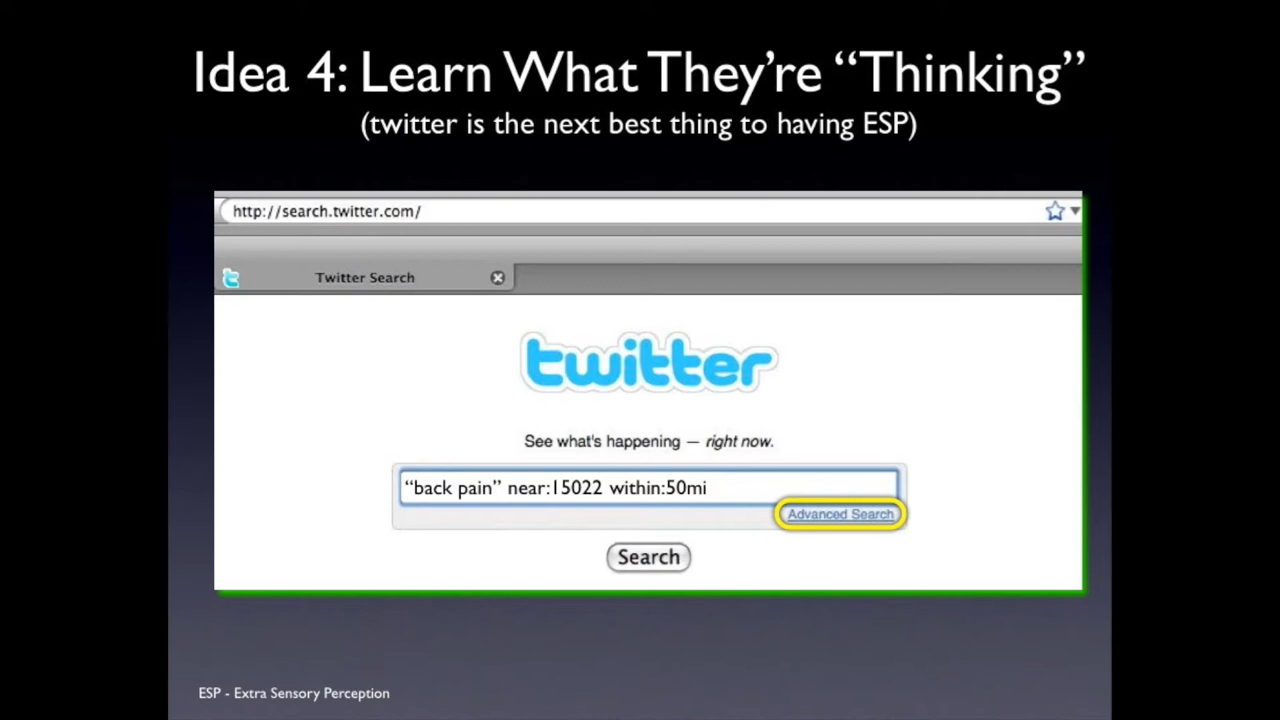 Idea 4: Learn What They’re “Thinking”
(twitter is the next best thing to having ESP)
http://search.twitter.com/
Twitter Search
twitter
See what's happening — right now.
“back pain” near:15022 within:50mi
Advanced Search
Search
ESP - Extra Sensory Perception